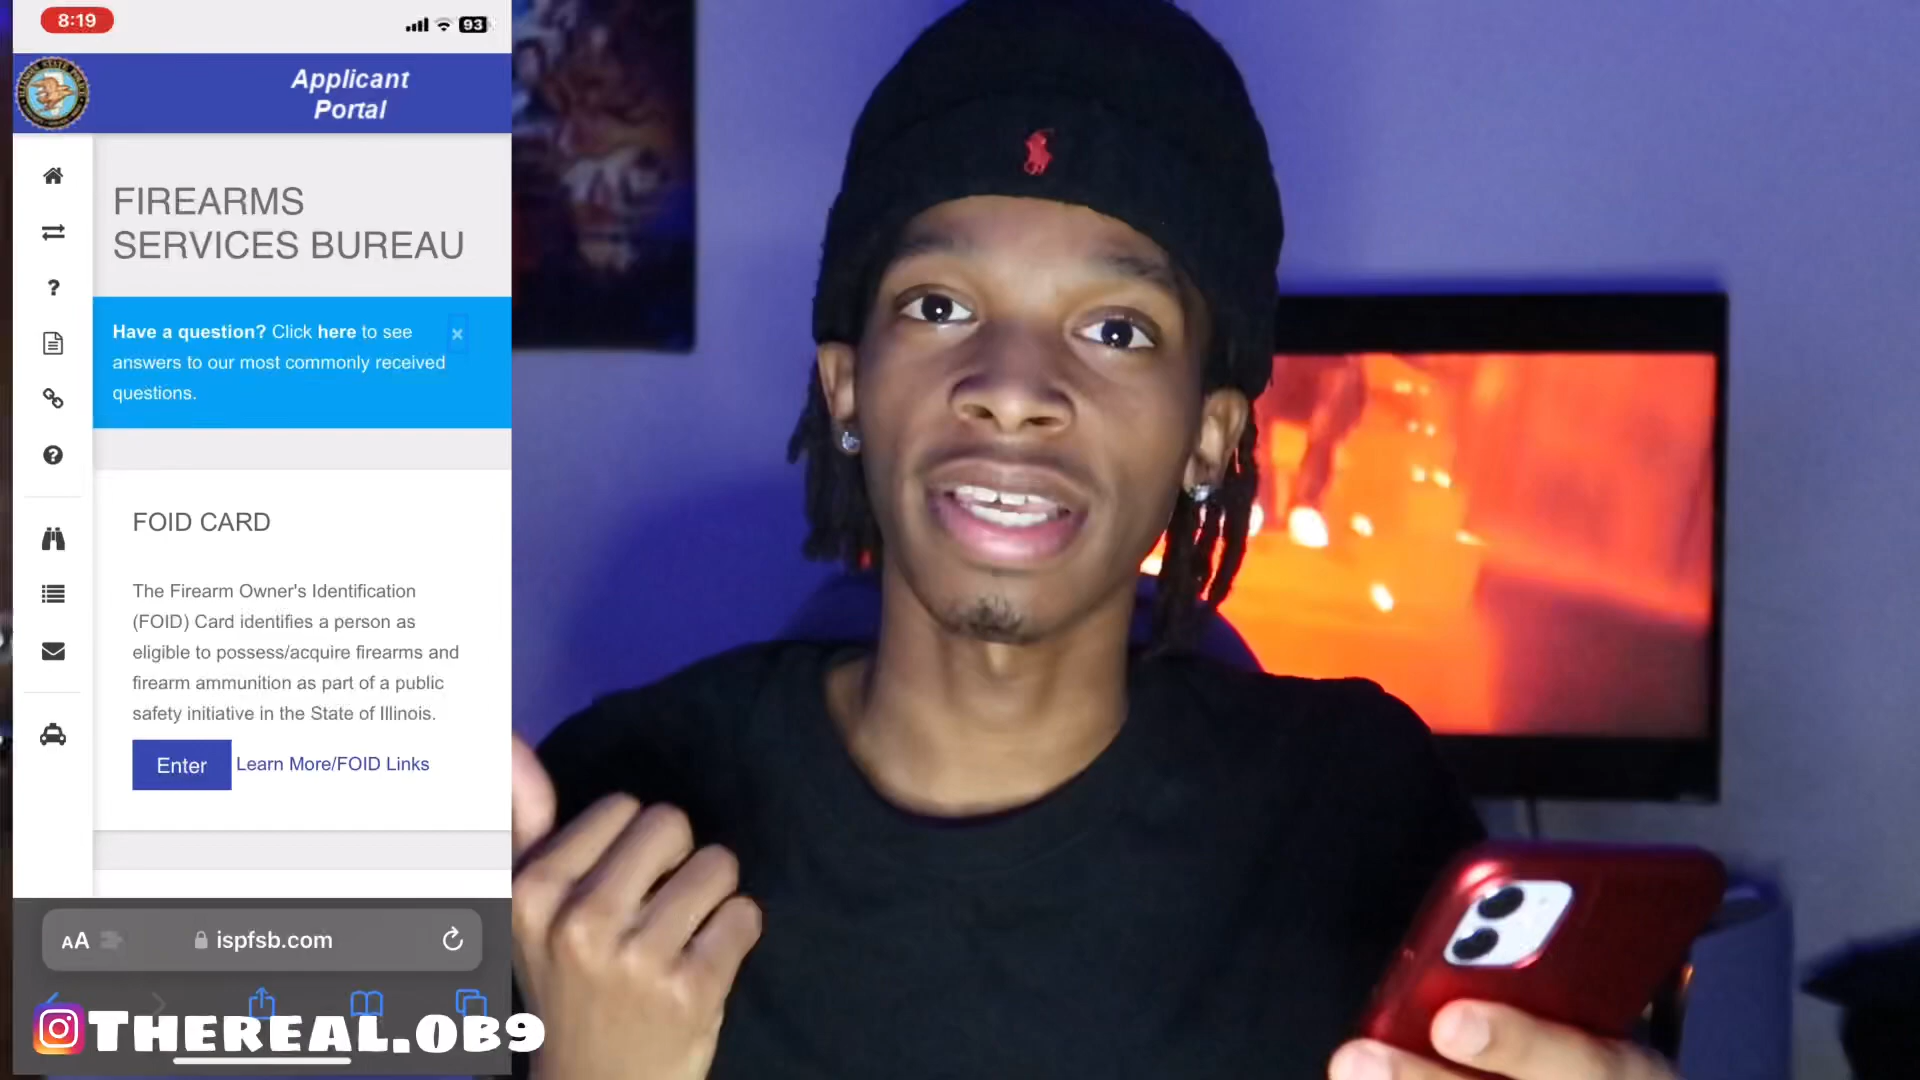 8:19
93
Applicant
Portal
FIREARMS
SERVICES BUREAU
Have a question? Click here to see
answers to our most commonly received
questions.
FOID CARD
The Firearm Owner's Identification
(FOID) Card identifies a person as
eligible to possess/acquire firearms and
firearm ammunition as part of a public
safety initiative in the State of Illinois.
Enter Learn More/FOID Links
AA ispfsb.com
THEREAL.OB9